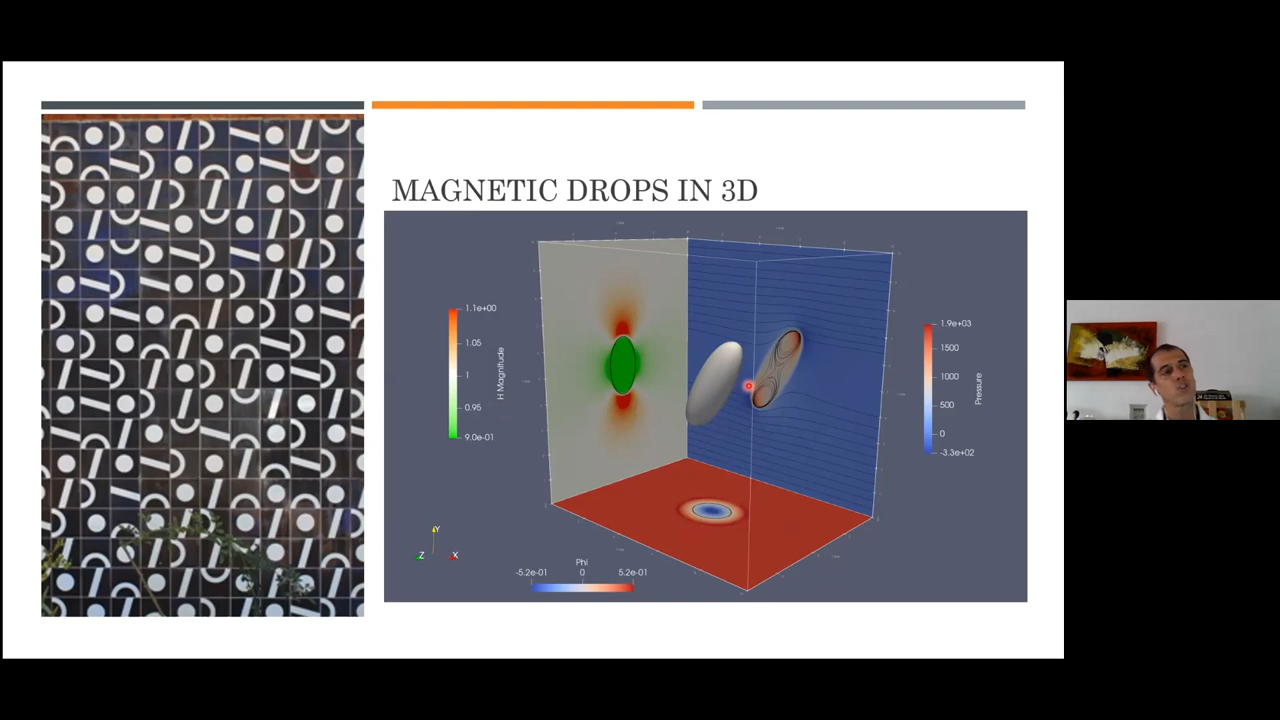 MAGNETIC DROPS IN 3D
1.1e+00
1.05
1
0.95
9.0e-01
H Magnitude
1.9e+03
1500
1000
500
0
-3.3e+02
Pressure
Y
Z
X
Phi
-5.2e-01
0
5.2e-01